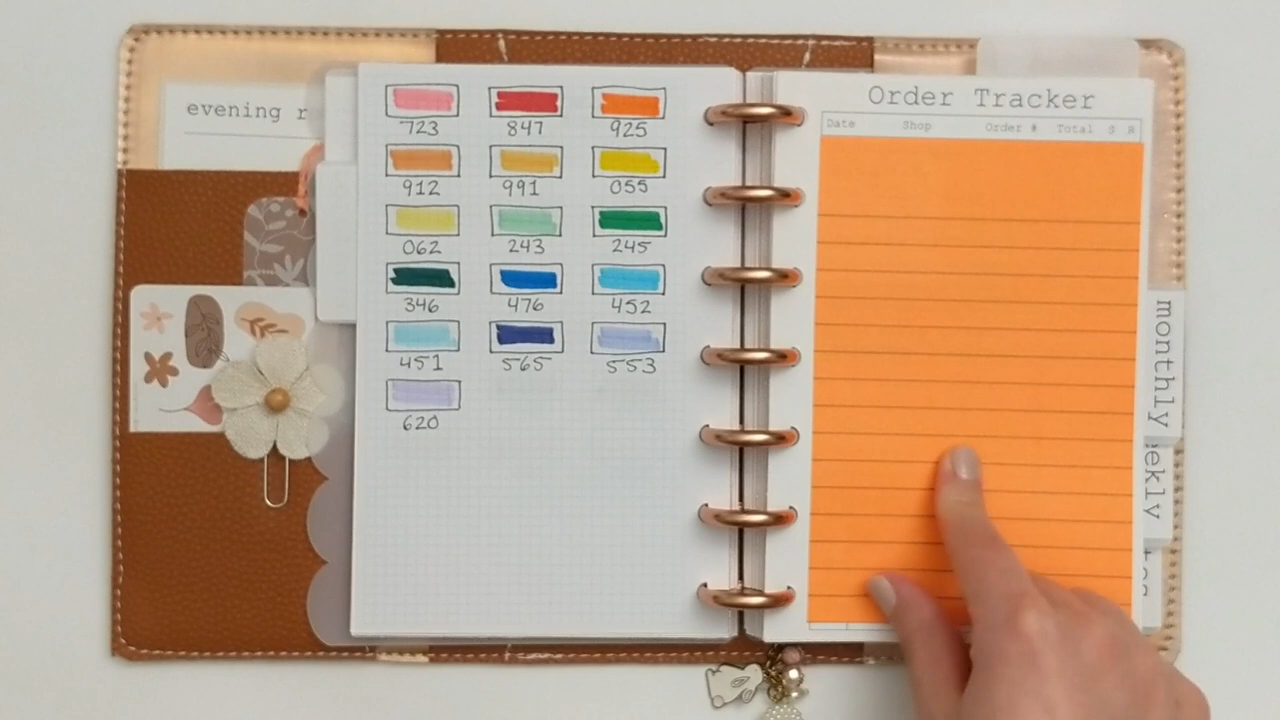 evening r
723 847 925
912 991 055
062 243 245
346 476 452
451 565 553
620
Order Tracker
Date Shop Order # Total S R
monthly
ekly